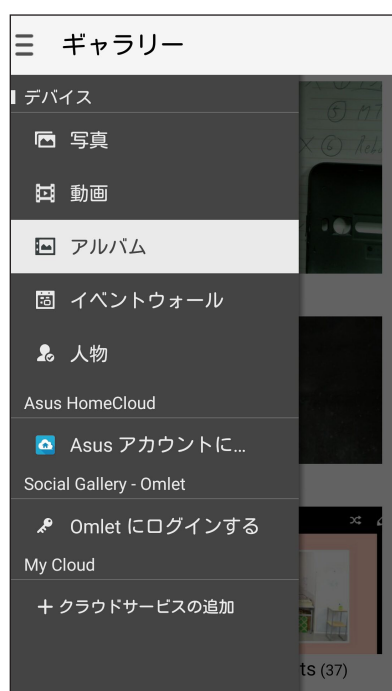 ギャラリー
デバイス
写真
動画
アルバム
イベントウォール
人物
Asus HomeCloud
Asus アカウントに...
Social Gallery - Omlet
Omlet にログインする
My Cloud
+ クラウドサービスの追加
ts (37)